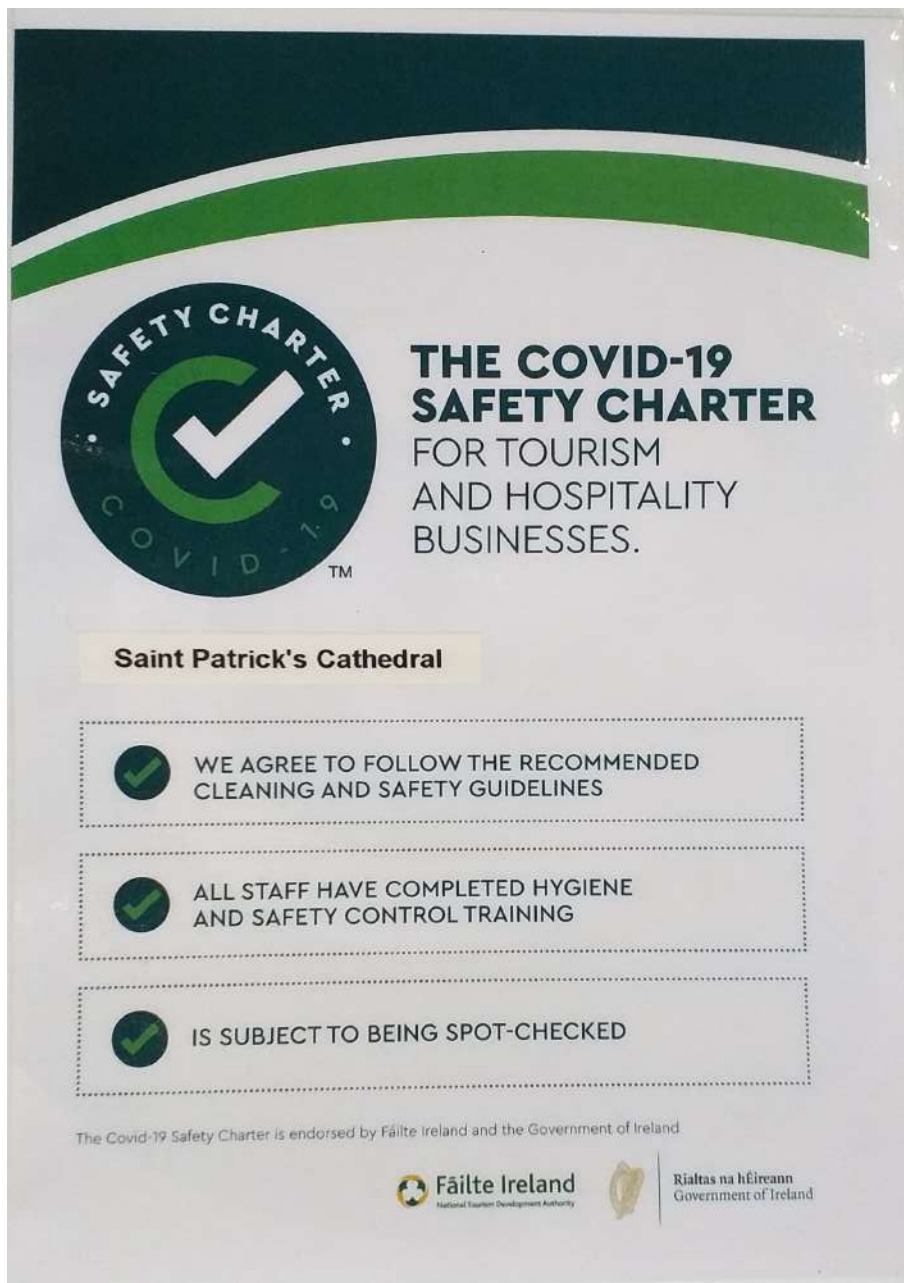 SAFETY CHARTER
COVID-19
TM
THE COVID-19
SAFETY CHARTER
FOR TOURISM
AND HOSPITALITY
BUSINESSES.
Saint Patrick's Cathedral
WE AGREE TO FOLLOW THE RECOMMENDED
CLEANING AND SAFETY GUIDELINES
ALL STAFF HAVE COMPLETED HYGIENE
AND SAFETY CONTROL TRAINING
IS SUBJECT TO BEING SPOT-CHECKED
The Covid-19 Safety Charter is endorsed by Fáilte Ireland and the Government of Ireland
Fáilte Ireland
National Tourism Development Authority
Rialtas na hÉireann
Government of Ireland